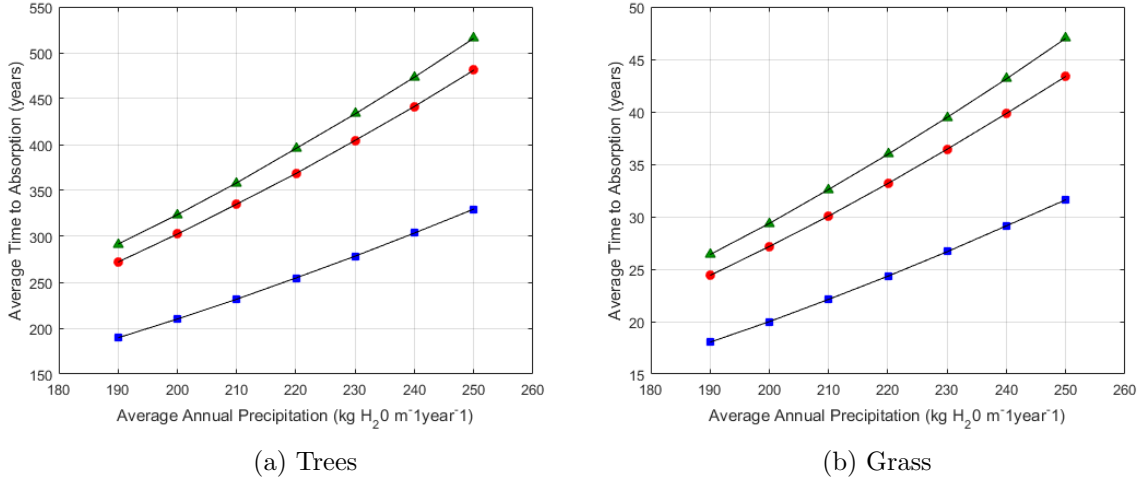 550
500
450
400
350
300
250
200
150
Average Time to Absorption (years)
180 190 200 210 220 230 240 250 260
Average Annual Precipitation (kg H₂0 m⁻1year⁻1)
(a) Trees
50
45
40
35
30
25
20
15
Average Time to Absorption (years)
180 190 200 210 220 230 240 250 260
Average Annual Precipitation (kg H₂0 m⁻1year⁻1)
(b) Grass